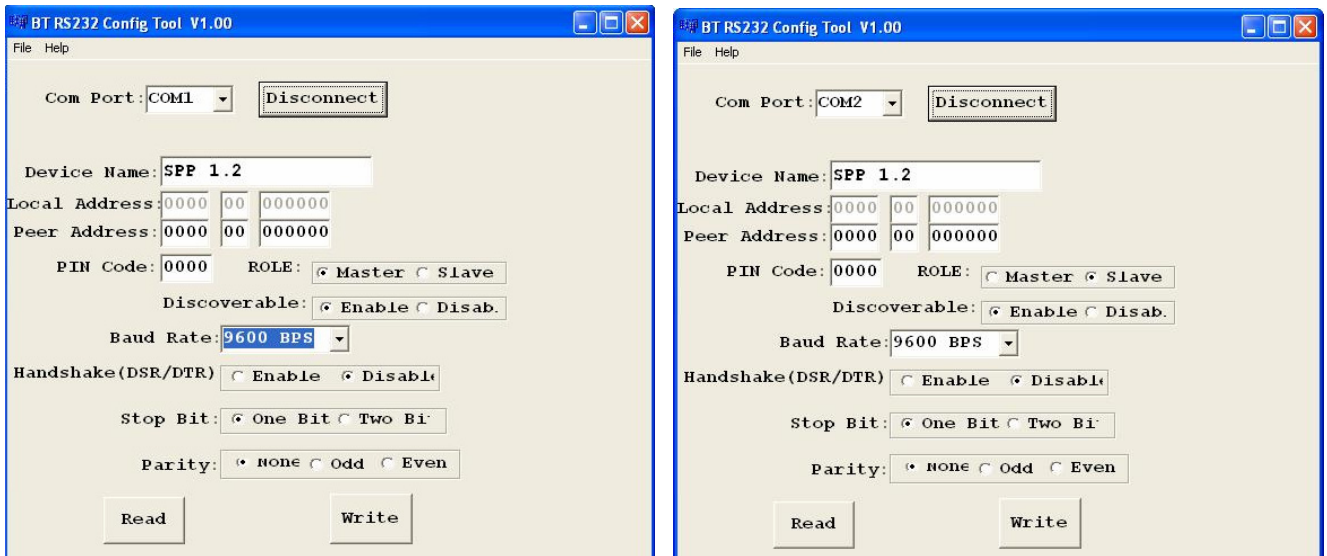 BT RS232 Config Tool V1.00
File Help
Com Port: COM1 Disconnect
Device Name: SPP 1.2
Local Address: 0000 00 000000
Peer Address: 0000 00 000000
PIN Code: 0000 ROLE: Master Slave
Discoverable: Enable Disab.
Baud Rate: 9600 BPS
Handshake(DSR/DTR) Enable Disable
Stop Bit: One Bit Two Bi
Parity: None Odd Even
Read Write
BT RS232 Config Tool V1.00
File Help
Com Port: COM2 Disconnect
Device Name: SPP 1.2
Local Address: 0000 00 000000
Peer Address: 0000 00 000000
PIN Code: 0000 ROLE: Master Slave
Discoverable: Enable Disab.
Baud Rate: 9600 BPS
Handshake(DSR/DTR) Enable Disable
Stop Bit: One Bit Two Bi
Parity: None Odd Even
Read Write